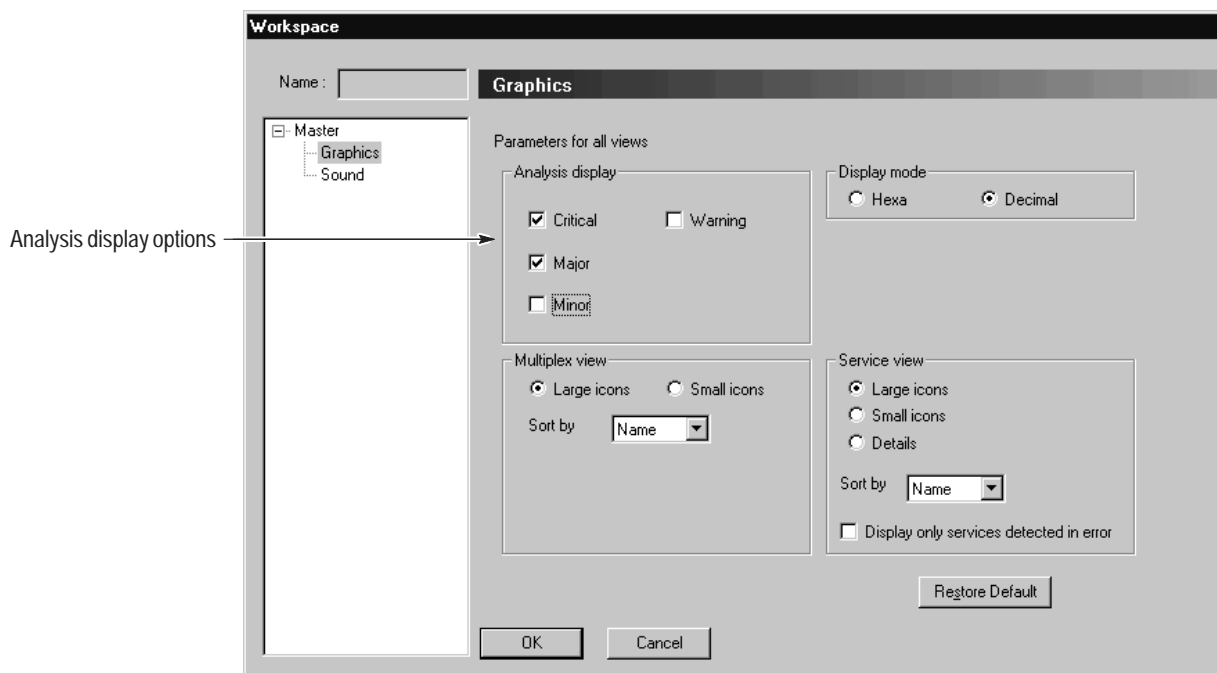 Workspace
Name :
Graphics
Master
Graphics
Sound
Parameters for all views
Analysis display
Critical
Warning
Major
Minor
Display mode
Hexa
Decimal
Analysis display options
Multiplex view
Large icons
Small icons
Sort by
Name
Service view
Large icons
Small icons
Details
Sort by
Name
Display only services detected in error
Restore Default
OK
Cancel